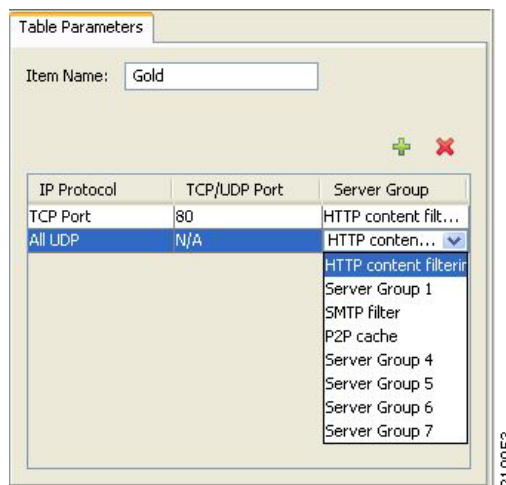 Table Parameters
Item Name: Gold
IP Protocol TCP/UDP Port Server Group
TCP Port 80 HTTP content filt...
All UDP N/A HTTP conten...
HTTP content filterin
Server Group 1
SMTP filter
P2P cache
Server Group 4
Server Group 5
Server Group 6
Server Group 7